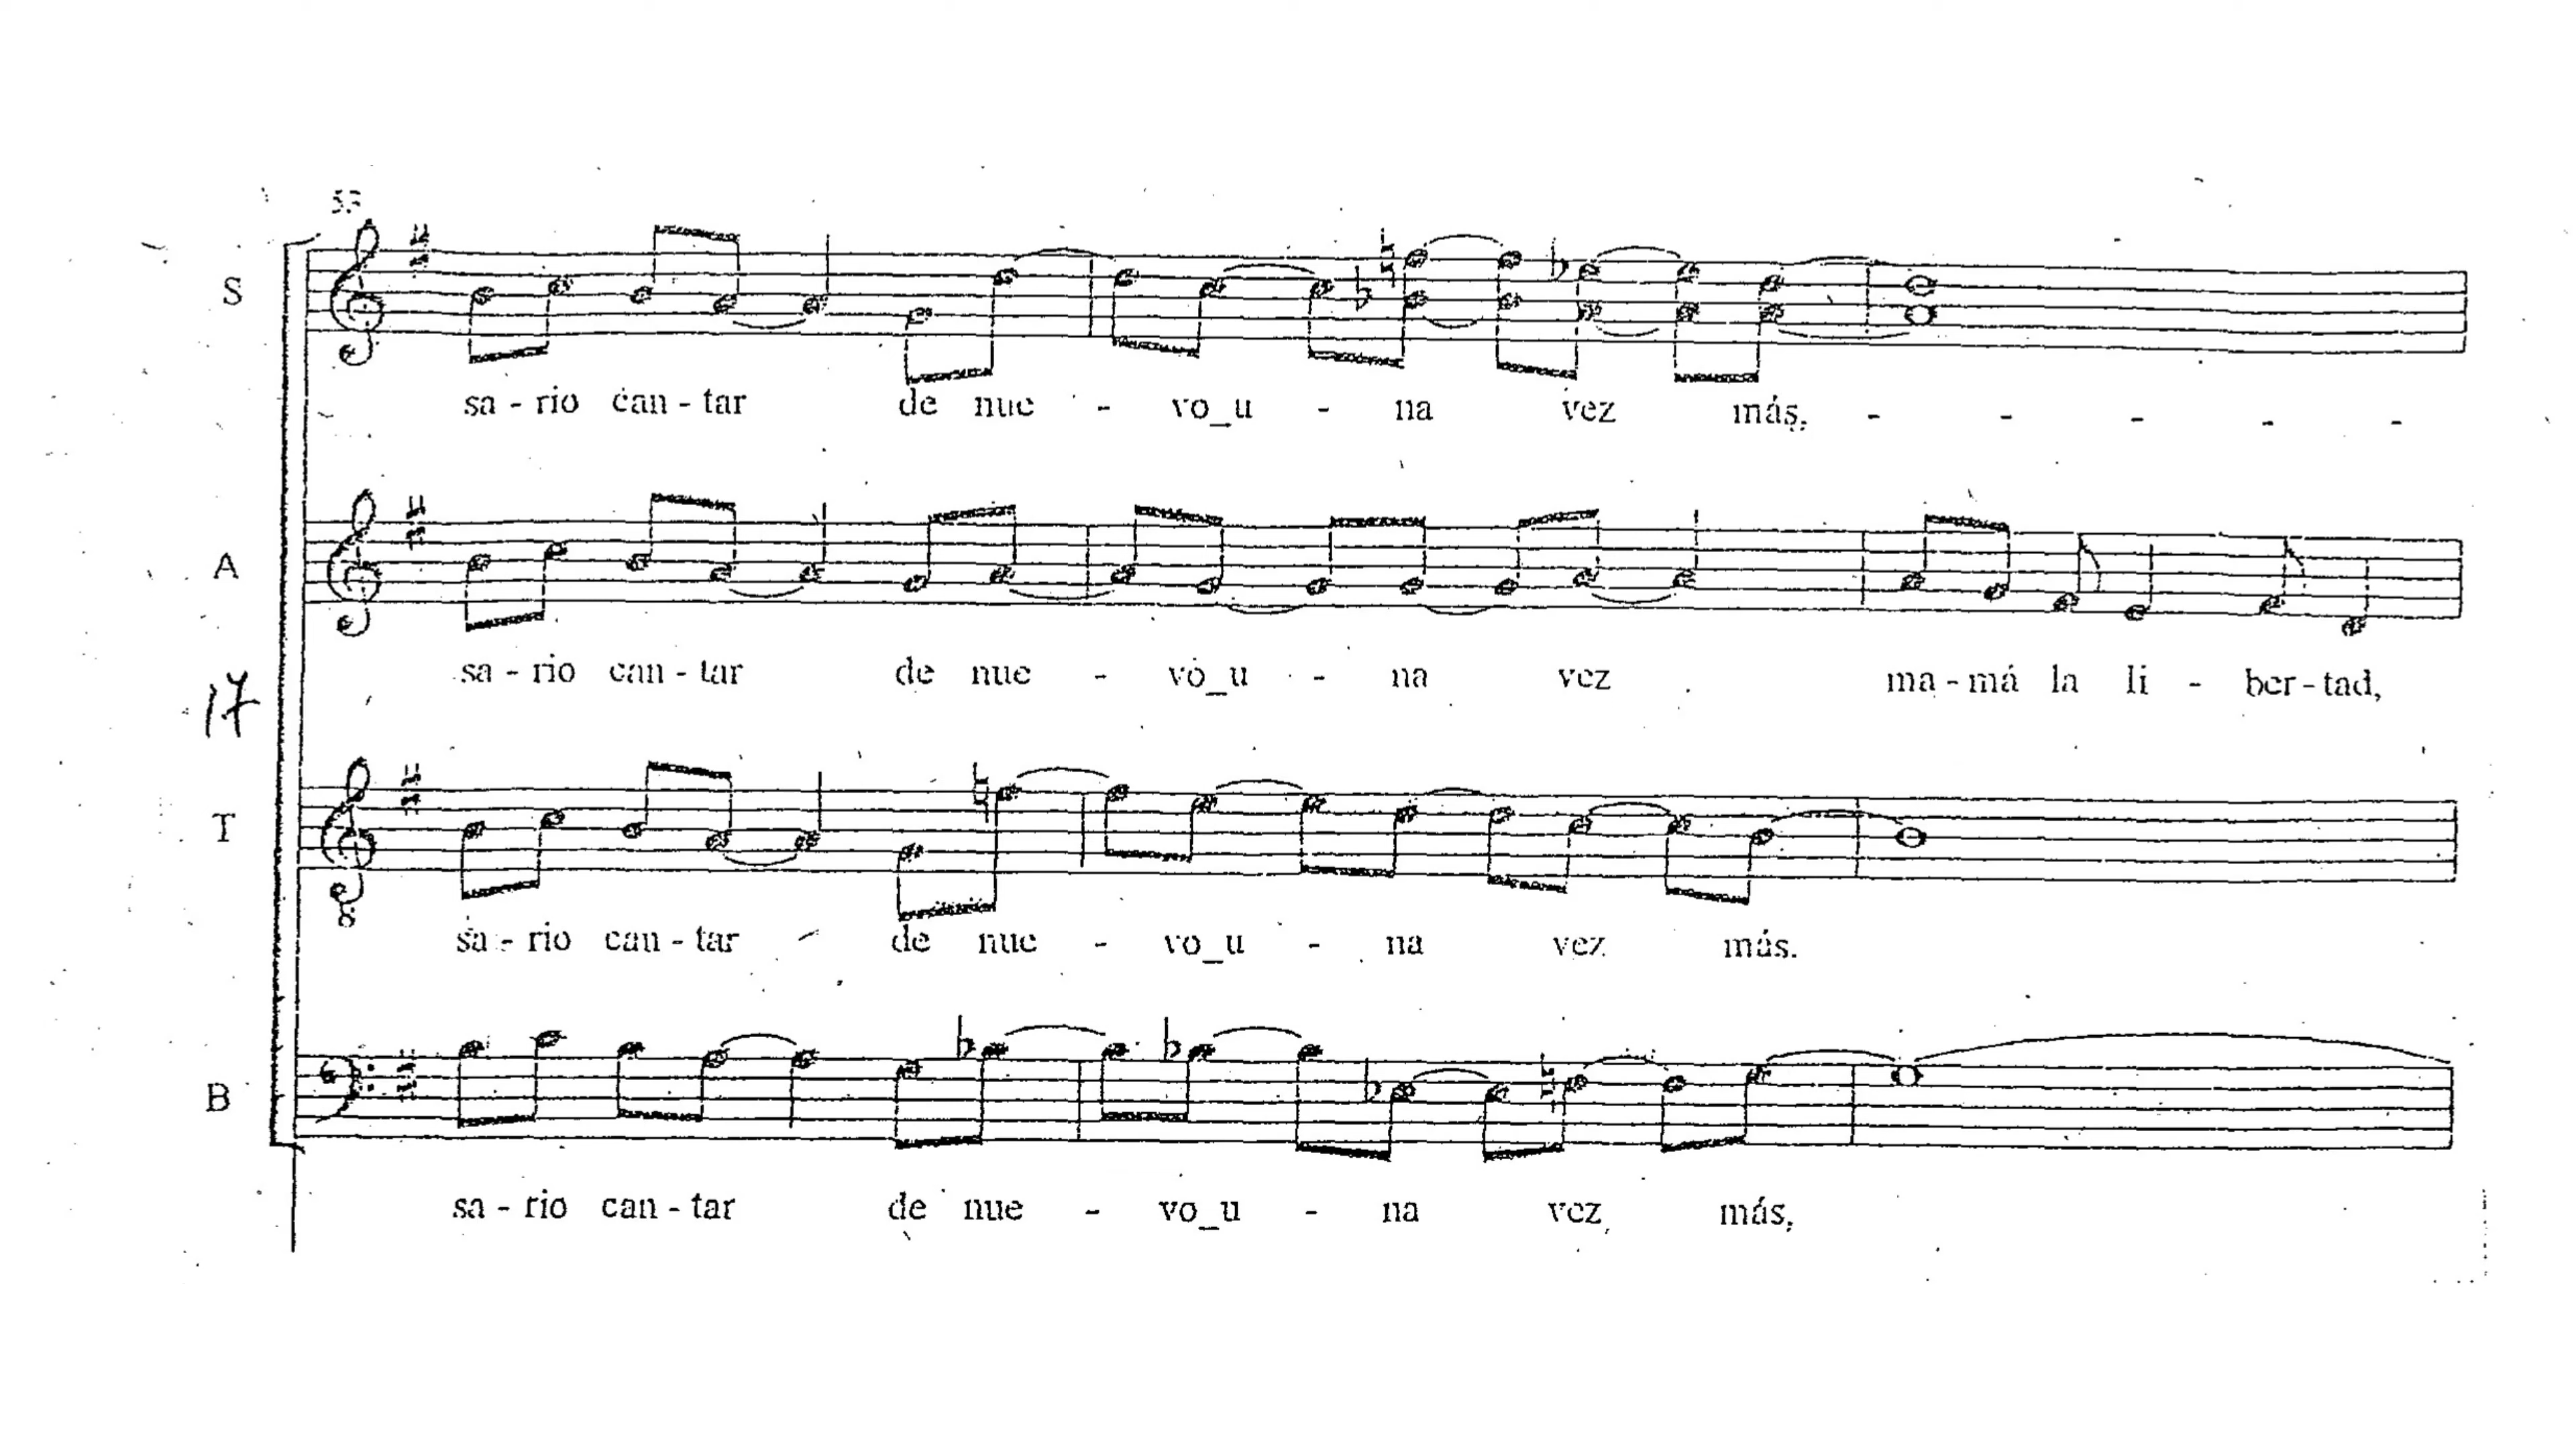 53
S
sa - rio can - tar de nue - vo_u - na vez más, - - - - -
A
sa - rio can - tar de nue - vo_u - na vez ma - má la li - ber - tad,
17
T
8
sa - rio can - tar de nue - vo_u - na vez más.
B
sa - rio can - tar de nue - vo_u - na vez más,